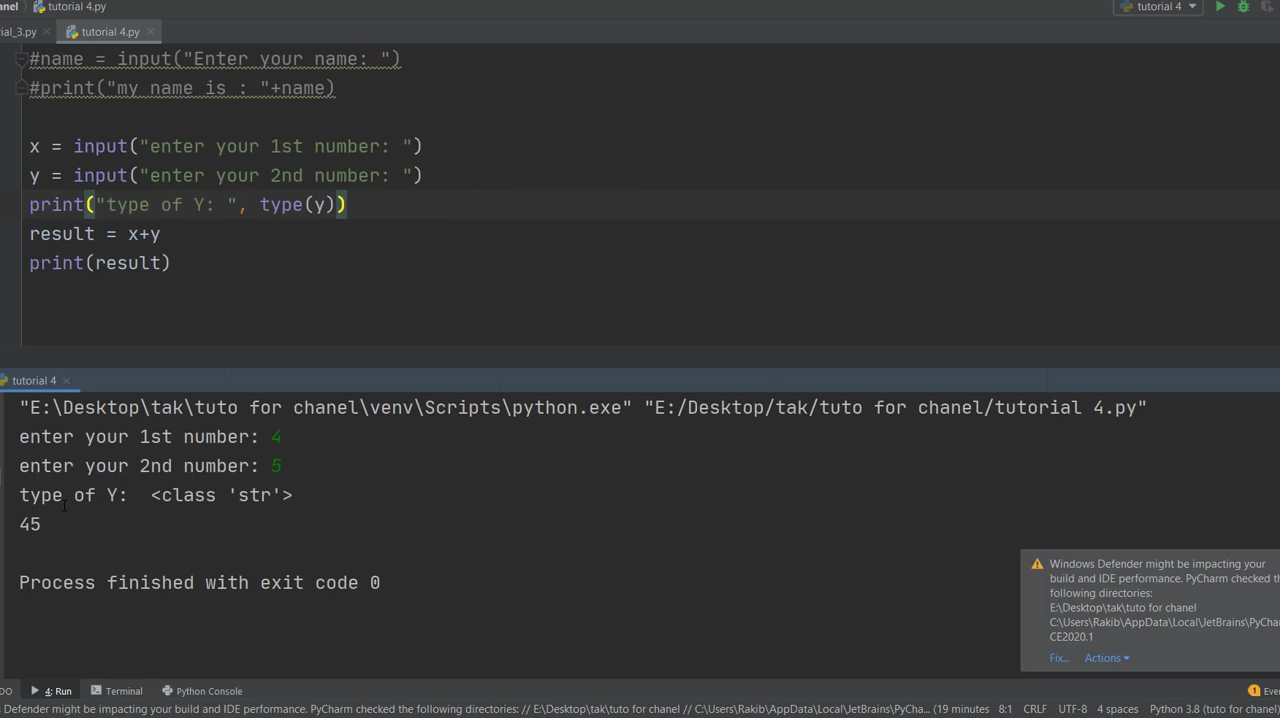 nel
tutorial 4.py
tutorial 4
ial_3.py
tutorial 4.py
#name = input("Enter your name: ")
#print("my name is : "+name)
x = input("enter your 1st number: ")
y = input("enter your 2nd number: ")
print("type of Y: ", type(y))
result = x+y
print(result)
tutorial 4
"E:\Desktop\tak\tuto for chanel\venv\Scripts\python.exe" "E:/Desktop/tak/tuto for chanel/tutorial 4.py"
enter your 1st number: 4
enter your 2nd number: 5
type of Y:  <class 'str'>
45
Process finished with exit code 0
Windows Defender might be impacting your
build and IDE performance. PyCharm checked the
following directories:
E:\Desktop\tak\tuto for chanel
C:\Users\Rakib\AppData\Local\JetBrains\PyChar
CE2020.1
Fix... Actions
DO 4: Run Terminal Python Console 1 Eve
Defender might be impacting your build and IDE performance. PyCharm checked the following directories: // E:\Desktop\tak\tuto for chanel // C:\Users\Rakib\AppData\Local\JetBrains\PyCha... (19 minutes 8:1 CRLF UTF-8 4 spaces Python 3.8 (tuto for chanel)